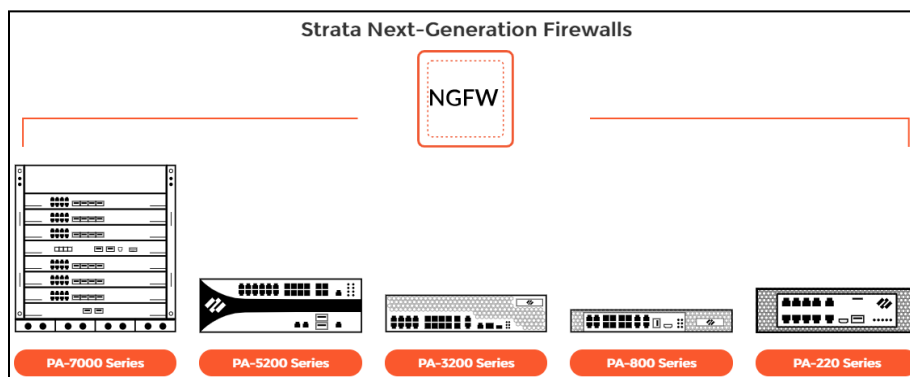 Strata Next-Generation Firewalls
NGFW
PA-7000 Series
PA-5200 Series
PA-3200 Series
PA-800 Series
PA-220 Series